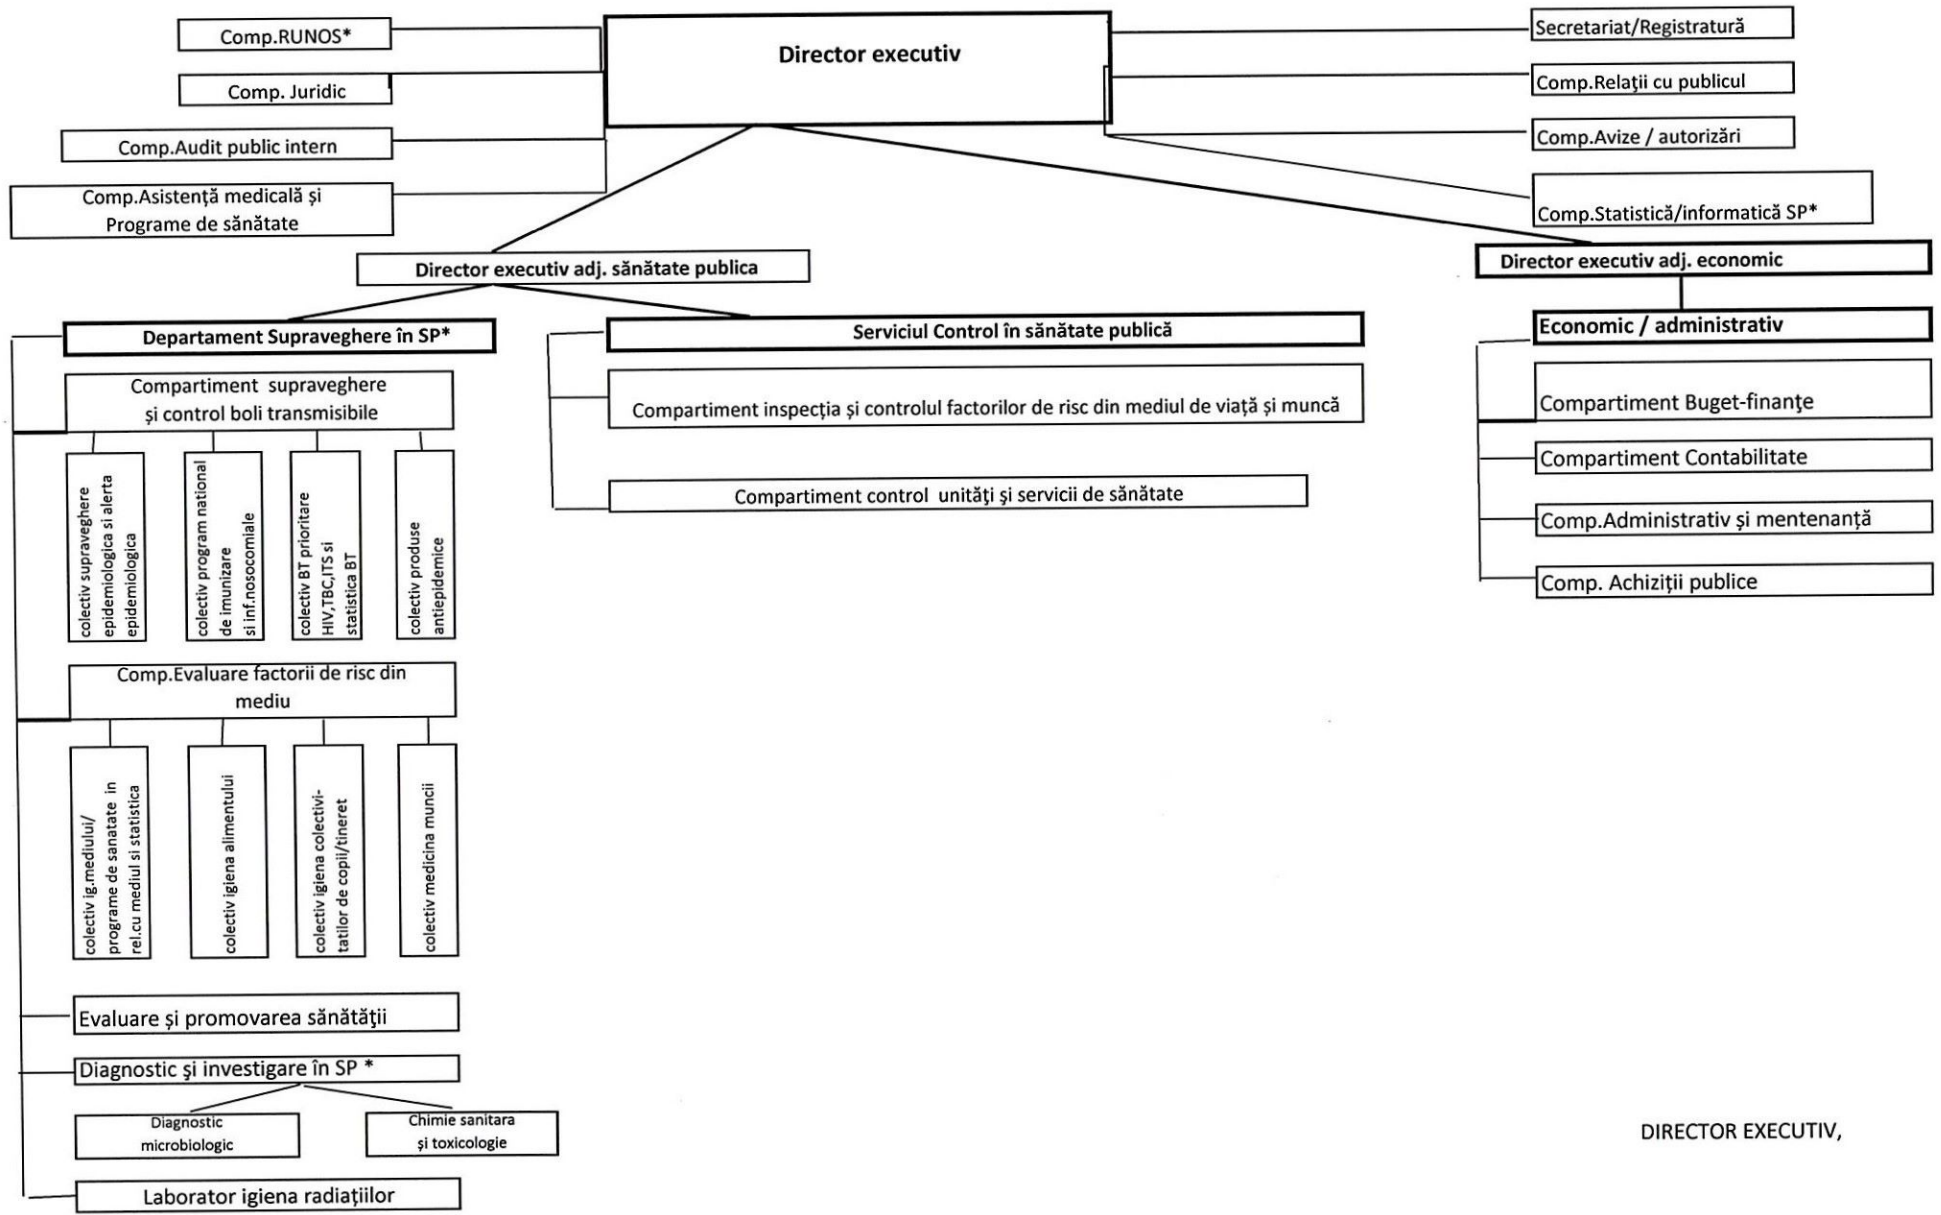 Comp.RUNOS*
Comp. Juridic
Comp.Audit public intern
Comp.Asistență medicală și
Programe de sănătate
Director executiv
Secretariat/Registratură
Comp.Relații cu publicul
Comp.Avize / autorizări
Comp.Statistică/informatică SP*
Director executiv adj. sănătate publica
Director executiv adj. economic
Departament Supraveghere în SP*
Compartiment supraveghere
și control boli transmisibile
colectiv supraveghere
epidemiologica si alerta
epidemiologica
colectiv program national
de imunizare
si inf.nosocomiale
colectiv BT prioritare
HIV,TBC,ITS si
statistica BT
colectiv produse
antiepidemice
Comp.Evaluare factorii de risc din
mediu
colectiv ig.mediului/
programe de sanatate in
rel.cu mediul si statistica
colectiv igiena alimentului
colectiv igiena colectivi-
tatilor de copii/tineret
colectiv medicina muncii
Evaluare și promovarea sănătății
Diagnostic și investigare în SP *
Diagnostic
microbiologic
Chimie sanitara
și toxicologie
Laborator igiena radiațiilor
Serviciul Control în sănătate publică
Compartiment inspecția și controlul factorilor de risc din mediul de viață și muncă
Compartiment control unități și servicii de sănătate
Economic / administrativ
Compartiment Buget-finanțe
Compartiment Contabilitate
Comp.Administrativ și mentenanță
Comp. Achiziții publice
DIRECTOR EXECUTIV,